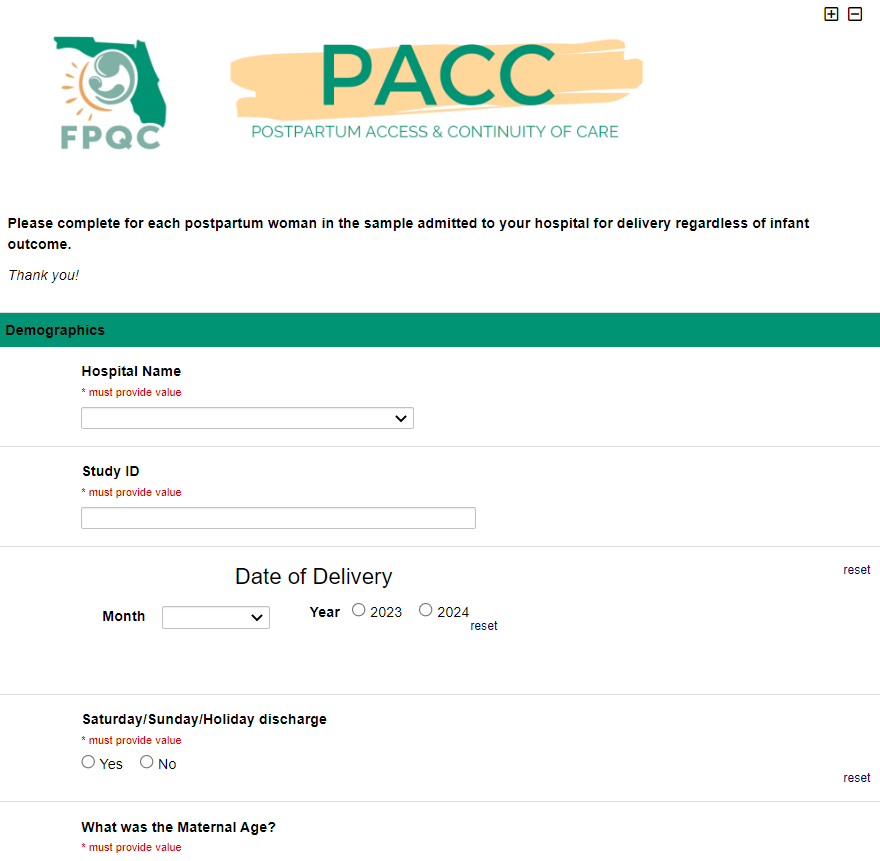 FPQC
PACC
POSTPARTUM ACCESS & CONTINUITY OF CARE
Please complete for each postpartum woman in the sample admitted to your hospital for delivery regardless of infant
outcome.
Thank you!
Demographics
Hospital Name
* must provide value
Study ID
* must provide value
Date of Delivery
reset
Month
Year 2023 2024
reset
Saturday/Sunday/Holiday discharge
* must provide value
Yes No
reset
What was the Maternal Age?
* must provide value